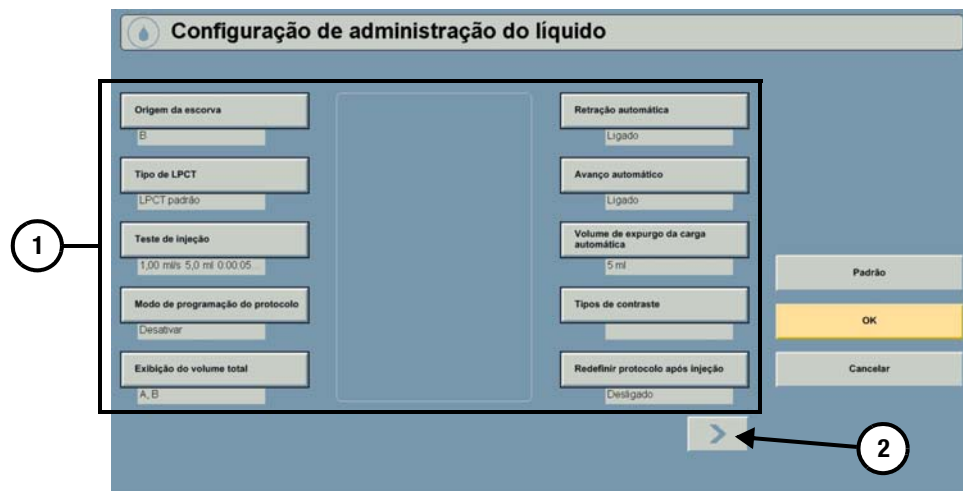 Configuração de administração do líquido
Origem da escorva
B
Tipo de LPCT
LPCT padrão
Teste de injeção
1,00 ml/s 5,0 ml 0:00:05...
Modo de programação do protocolo
Desativar
Exibição do volume total
A, B
Retração automática
Ligado
Avanço automático
Ligado
Volume de expurgo da carga
automática
5 ml
Tipos de contraste
Redefinir protocolo após injeção
Desligado
Padrão
OK
Cancelar
1
2